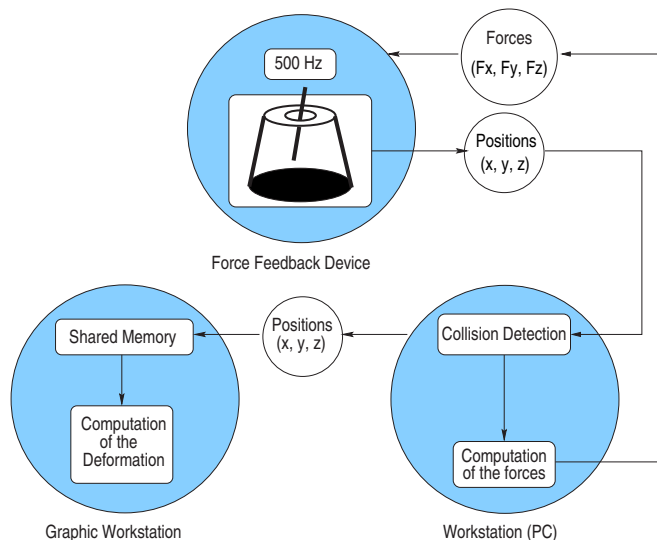 500 Hz
Forces
(Fx, Fy, Fz)
Positions
(x, y, z)
Force Feedback Device
Shared Memory
Positions
(x, y, z)
Collision Detection
Computation
of the
Deformation
Computation
of the forces
Graphic Workstation
Workstation (PC)